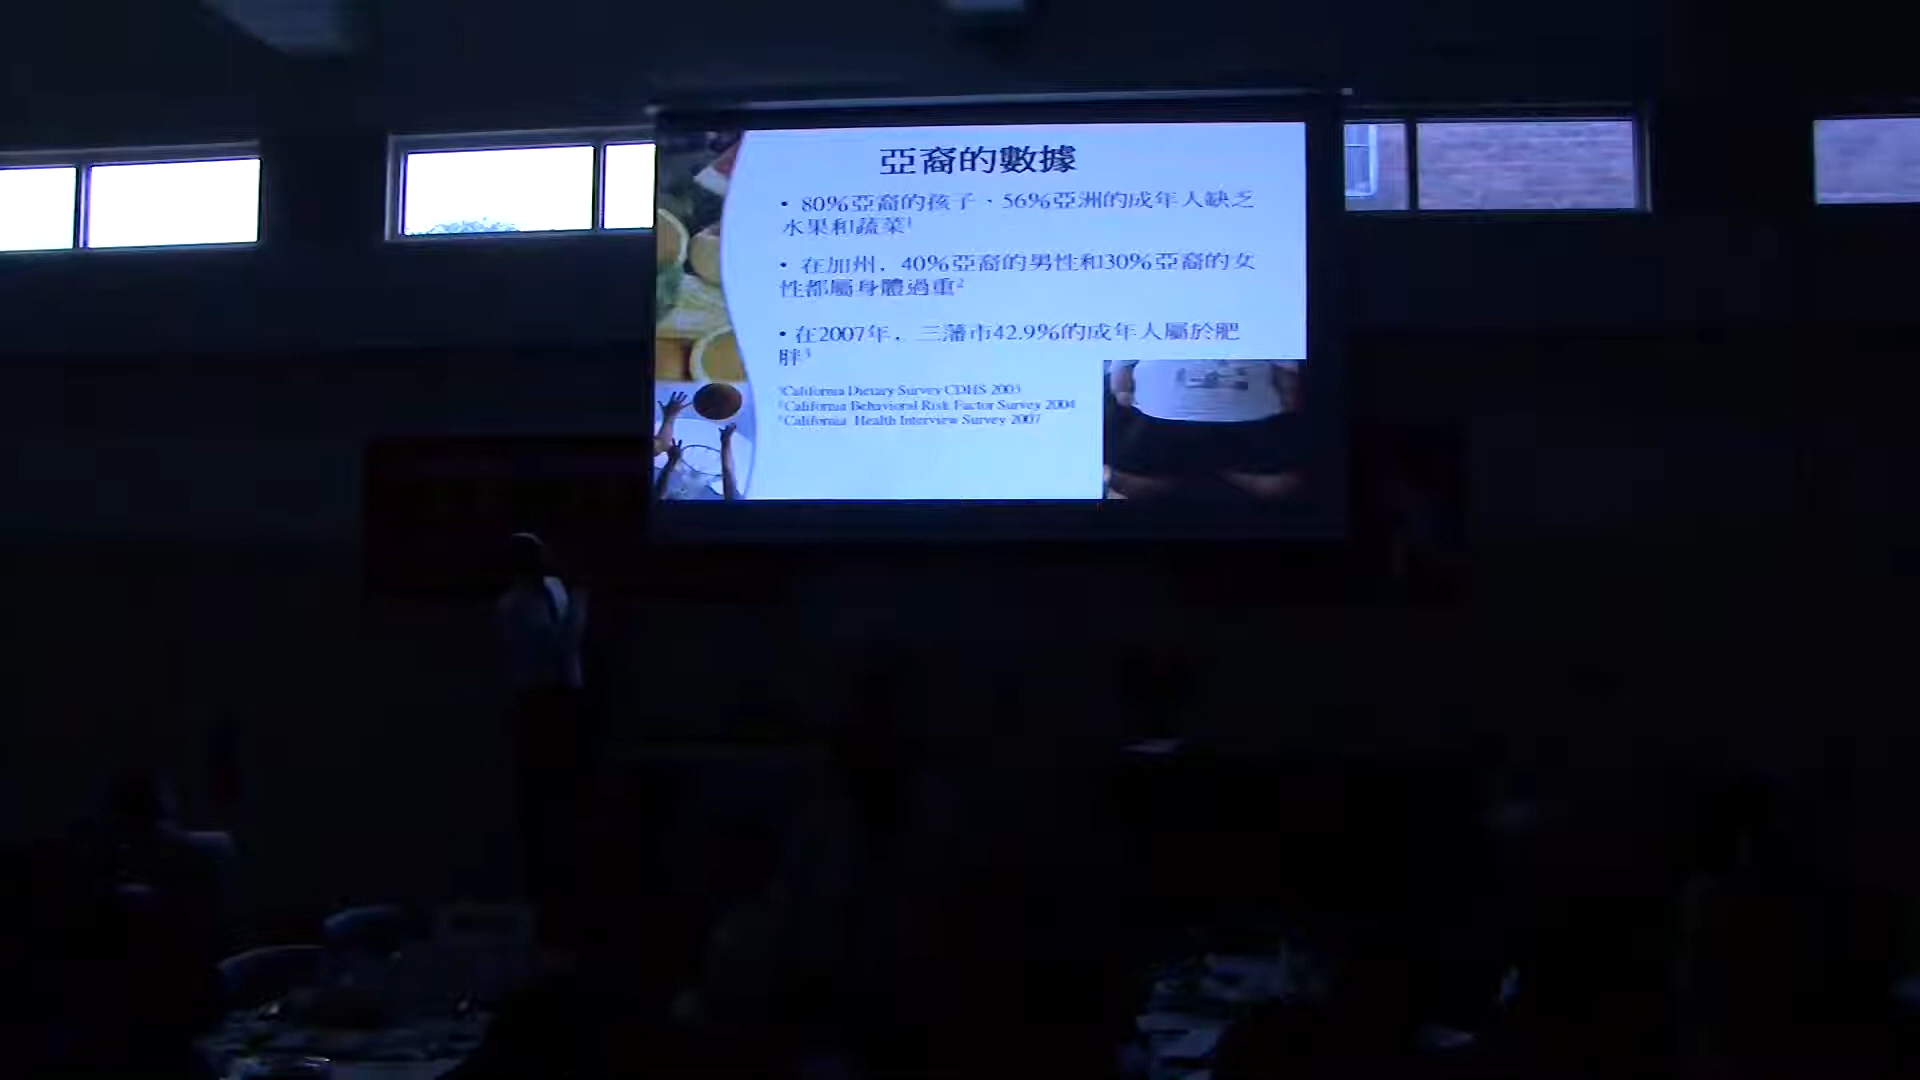 亞裔的數據
• 80%亞裔的孩子、56%亞洲的成年人缺乏
水果和蔬菜¹
• 在加州，40%亞裔的男性和30%亞裔的女
性都屬身體過重²
• 在2007年，三藩市42.9%的成年人屬於肥
胖³
¹California Dietary Survey CDHS 2003
²California Behavioral Risk Factor Survey 2004
³California Health Interview Survey 2007